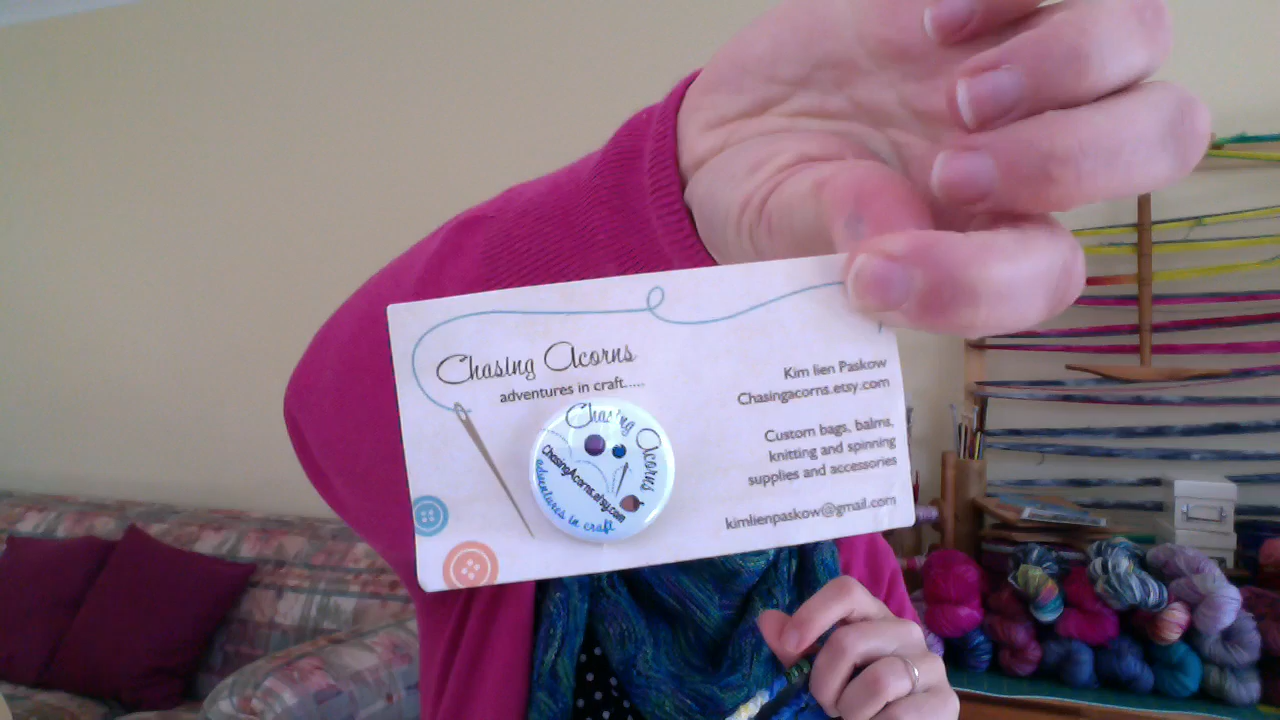 Chasing Acorns
adventures in craft.....
Kim lien Paskow
Chasingacorns.etsy.com
Custom bags, balms,
knitting and spinning
supplies and accessories
kimlienpaskow@gmail.com
Chasing Acorns
ChasingAcorns.etsy.com
adventures in craft